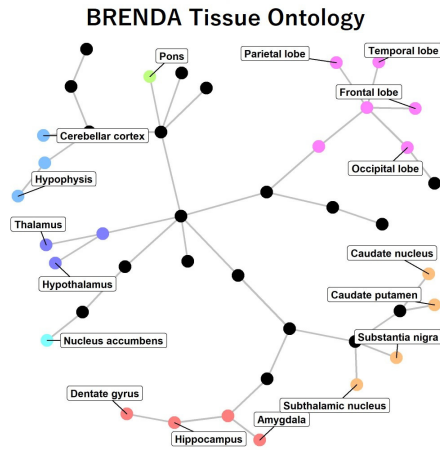 BRENDA Tissue Ontology
Pons
Parietal lobe
Temporal lobe
Frontal lobe
Cerebellar cortex
Occipital lobe
Hypophysis
Thalamus
Caudate nucleus
Hypothalamus
Caudate putamen
Substantia nigra
Nucleus accumbens
Dentate gyrus
Subthalamic nucleus
Amygdala
Hippocampus